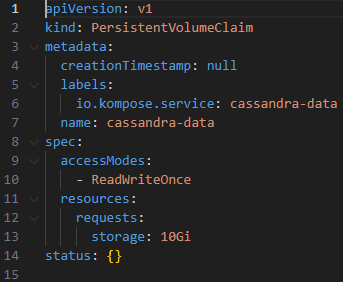 1 apiVersion: v1
2 kind: PersistentVolumeClaim
3 metadata:
4   creationTimestamp: null
5   labels:
6     io.kompose.service: cassandra-data
7   name: cassandra-data
8 spec:
9   accessModes:
10     - ReadWriteOnce
11   resources:
12     requests:
13       storage: 10Gi
14 status: {}
15